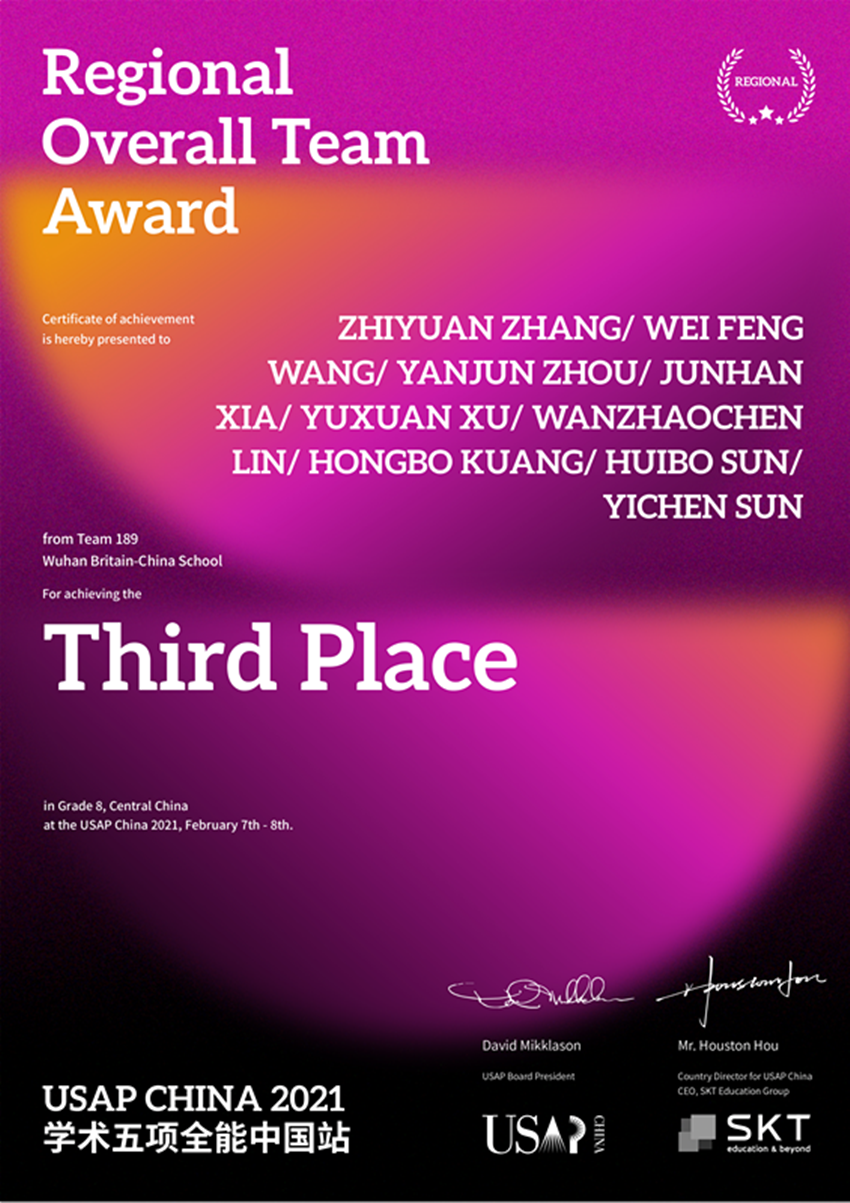 Regional
Overall Team
Award
REGIONAL
Certificate of achievement
is hereby presented to
ZHIYUAN ZHANG/ WEI FENG
WANG/ YANJUN ZHOU/ JUNHAN
XIA/ YUXUAN XU/ WANZHAOCHEN
LIN/ HONGBO KUANG/ HUIBO SUN/
YICHEN SUN
from Team 189
Wuhan Britain-China School
For achieving the
Third Place
in Grade 8, Central China
at the USAP China 2021, February 7th - 8th.
David Mikklason
USAP Board President
Mr. Houston Hou
Country Director for USAP China
CEO, SKT Education Group
USAP CHINA 2021
学术五项全能中国站
USAP CHINA
SKT
education & beyond